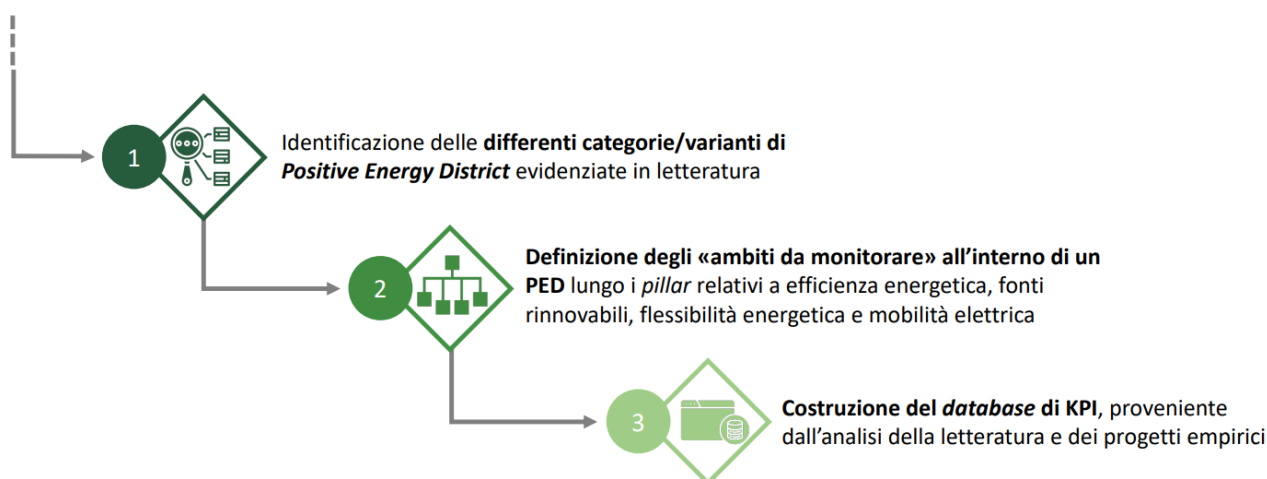 1
Identificazione delle differenti categorie/varianti di
Positive Energy District evidenziate in letteratura
2
Definizione degli «ambiti da monitorare» all’interno di un
PED lungo i pillar relativi a efficienza energetica, fonti
rinnovabili, flessibilità energetica e mobilità elettrica
3
Costruzione del database di KPI, proveniente
dall’analisi della letteratura e dei progetti empirici